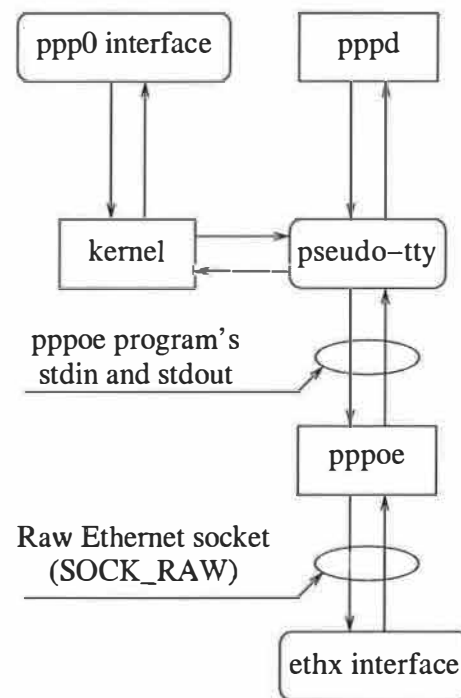 ppp0 interface
pppd
kernel
pseudo-tty
pppoe program's
stdin and stdout
pppoe
Raw Ethernet socket
(SOCK_RAW)
ethx interface